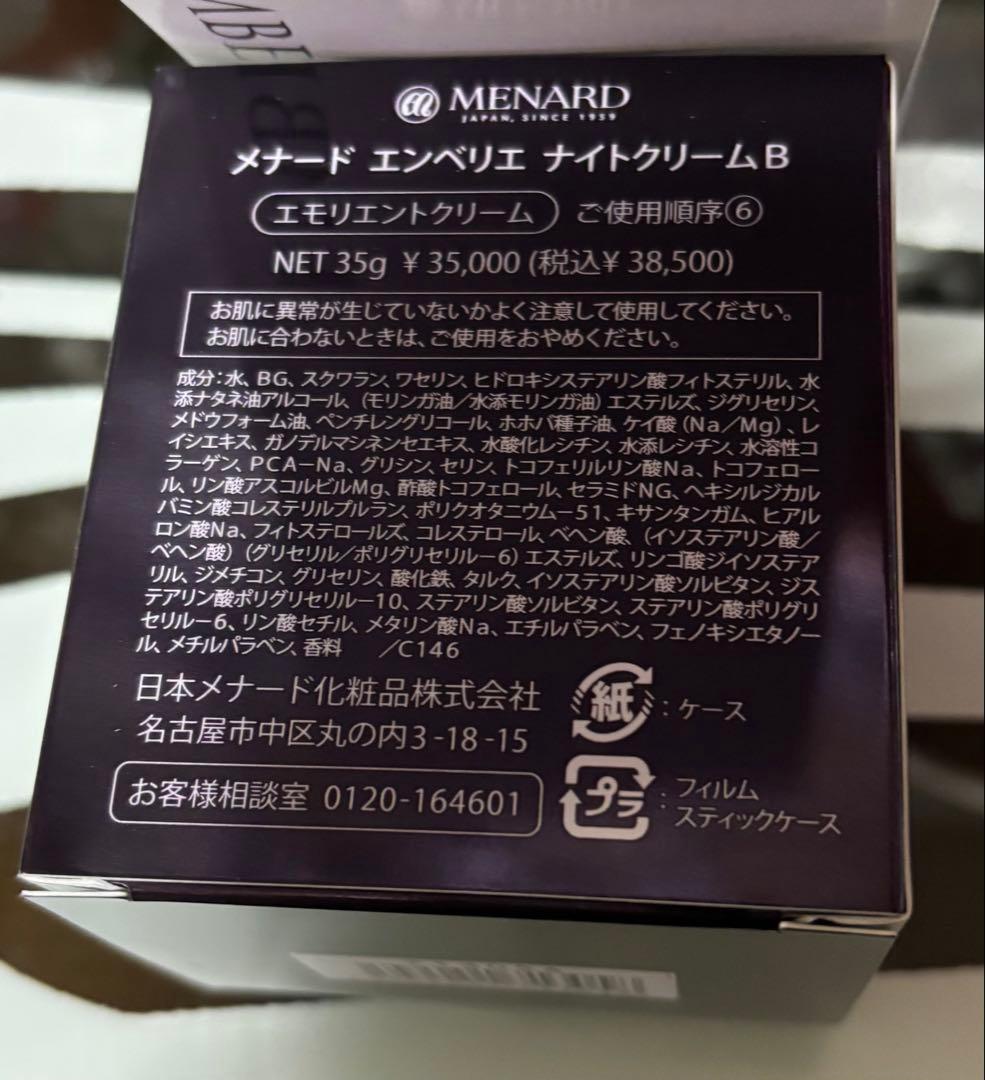 MBE
MENARD
JAPAN, SINCE 1959
メナード エンベリエ ナイトクリームB
エモリエントクリーム ご使用順序⑥
NET 35g ¥35,000 (税込¥38,500)
お肌に異常が生じていないかよく注意して使用してください。
お肌に合わないときは、ご使用をおやめください。
成分:水、BG、スクワラン、ワセリン、ヒドロキシステアリン酸フィトステリル、水
添ナタネ油アルコール、(モリンガ油/水添モリンガ油)エステルズ、ジグリセリン、
メドウフォーム油、ペンチレングリコール、ホホバ種子油、ケイ酸(Na/Mg)、レ
イシエキス、ガノデルマシネンセエキス、水酸化レシチン、水添レシチン、水溶性コ
ラーゲン、PCA-Na、グリシン、セリン、トコフェリルリン酸Na、トコフェロー
ル、リン酸アスコルビルMg、酢酸トコフェロール、セラミドNG、ヘキシルジカル
バミン酸コレステリルプルラン、ポリクオタニウム-51、キサンタンガム、ヒアル
ロン酸Na、フィトステロールズ、コレステロール、ベヘン酸、(イソステアリン酸/
ベヘン酸)(グリセリル/ポリグリセリル-6)エステルズ、リンゴ酸ジイソステア
リル、ジメチコン、グリセリン、酸化鉄、タルク、イソステアリン酸ソルビタン、ジス
テアリン酸ポリグリセリル-10、ステアリン酸ソルビタン、ステアリン酸ポリグリ
セリル-6、リン酸セチル、メタリン酸Na、エチルパラベン、フェノキシエタノー
ル、メチルパラベン、香料 /C146
日本メナード化粧品株式会社
名古屋市中区丸の内3-18-15
お客様相談室 0120-164601
紙:ケース
プラ:フィルム
スティックケース